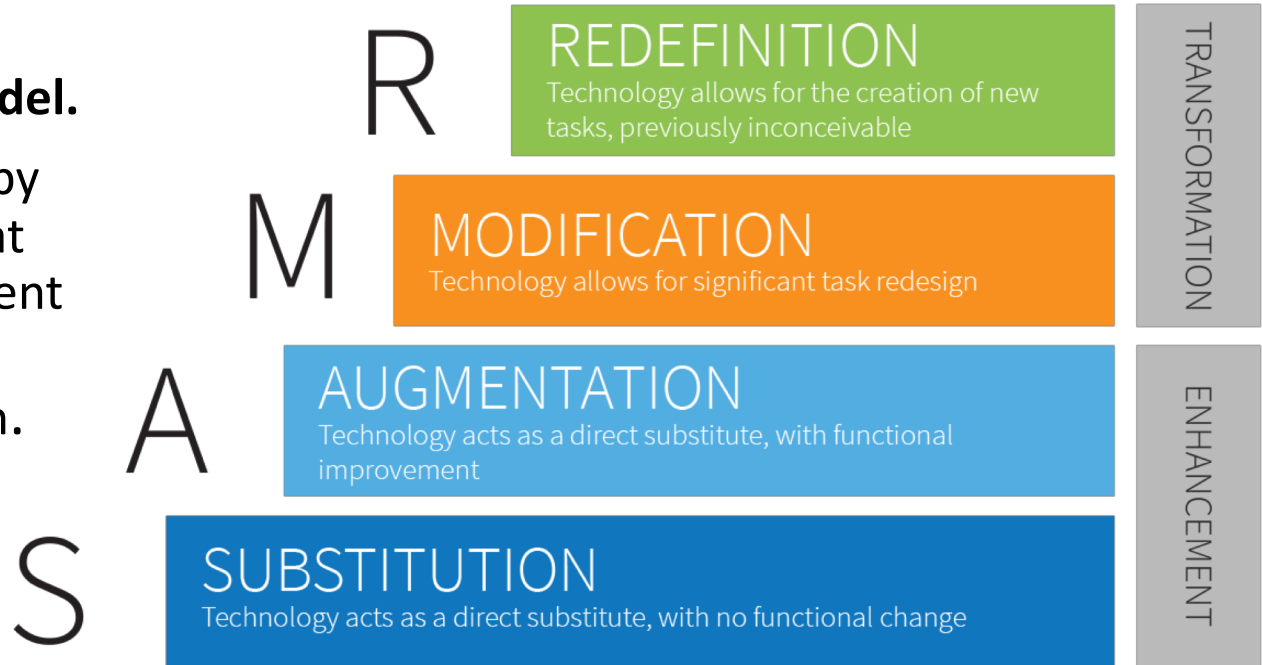 del.
by
nt
ent
n.
R
REDEFINITION
Technology allows for the creation of new
tasks, previously inconceivable
M
MODIFICATION
Technology allows for significant task redesign
TRANSFORMATION
A
AUGMENTATION
Technology acts as a direct substitute, with functional
improvement
S
SUBSTITUTION
Technology acts as a direct substitute, with no functional change
ENHANCEMENT